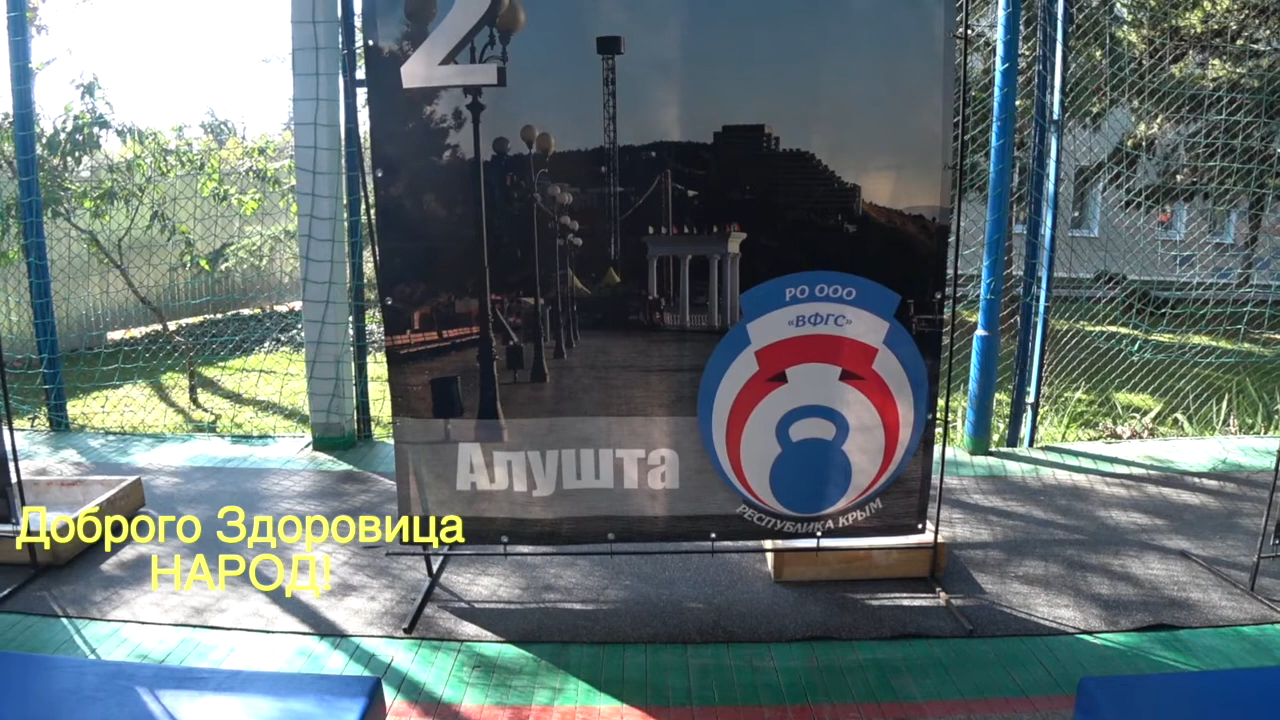 2
РО ООО
«ВФГС»
Алушта
РЕСПУБЛИКА КРЫМ
Доброго Здоровица
НАРОД!